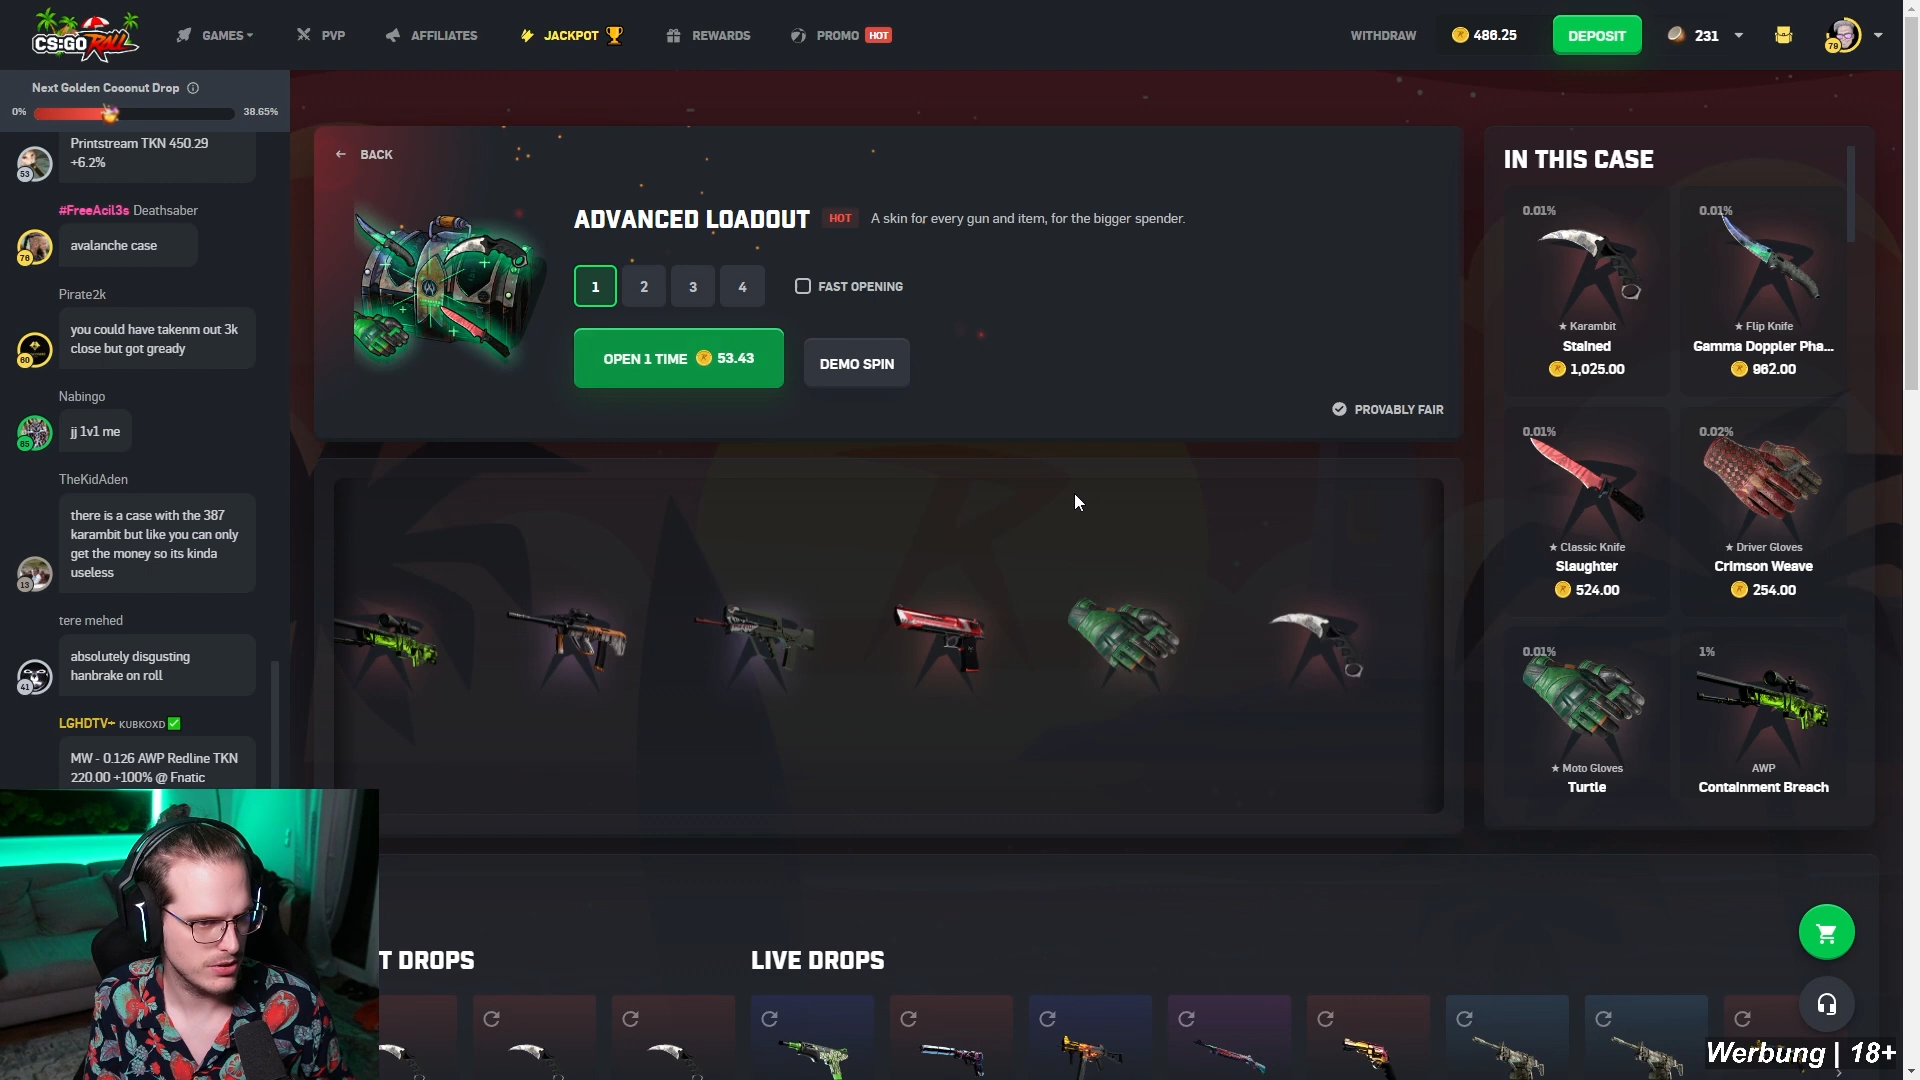 CS:GO ROLL
GAMES
PVP
AFFILIATES
JACKPOT
REWARDS
PROMO HOT
WITHDRAW
486.25
DEPOSIT
231
79
Next Golden Coconut Drop
0%
38.65%
Printstream TKN 450.29
+6.2%
53
#FreeAcil3s Deathsaber
avalanche case
76
Pirate2k
you could have takenm out 3k
close but got gready
60
Nabingo
jj 1v1 me
85
TheKidAden
there is a case with the 387
karambit but like you can only
get the money so its kinda
useless
13
tere mehed
absolutely disgusting
hanbrake on roll
41
LGHDTV+ KUBKOXD
MW - 0.126 AWP Redline TKN
220.00 +100% @ Fnatic
BACK
ADVANCED LOADOUT HOT A skin for every gun and item, for the bigger spender.
1
2
3
4
FAST OPENING
OPEN 1 TIME 53.43
DEMO SPIN
PROVABLY FAIR
IN THIS CASE
0.01%
★ Karambit
Stained
1,025.00
0.01%
★ Flip Knife
Gamma Doppler Pha...
962.00
0.01%
★ Classic Knife
Slaughter
524.00
0.02%
★ Driver Gloves
Crimson Weave
254.00
0.01%
★ Moto Gloves
Turtle
1%
AWP
Containment Breach
T DROPS
LIVE DROPS
Werbung | 18+